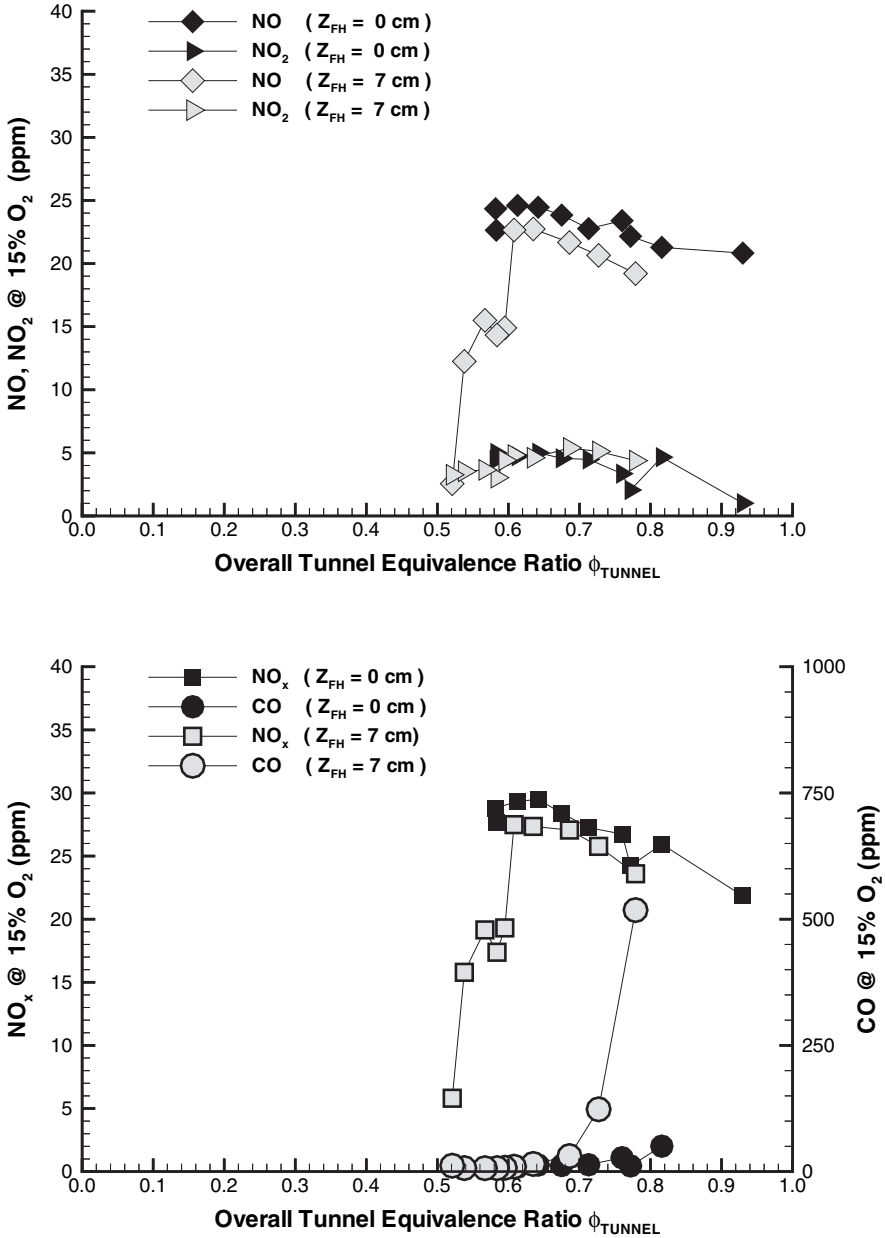 NO ( Z_FH = 0 cm )
NO₂ ( Z_FH = 0 cm )
NO ( Z_FH = 7 cm )
NO₂ ( Z_FH = 7 cm )
NO, NO₂ @ 15% O₂ (ppm)
40
35
30
25
20
15
10
5
0
0.0 0.1 0.2 0.3 0.4 0.5 0.6 0.7 0.8 0.9 1.0
Overall Tunnel Equivalence Ratio ϕ_TUNNEL
NOₓ ( Z_FH = 0 cm )
CO ( Z_FH = 0 cm )
NOₓ ( Z_FH = 7 cm)
CO ( Z_FH = 7 cm )
NOₓ @ 15% O₂ (ppm)
40
35
30
25
20
15
10
5
0
1000
750
500
250
0
CO @ 15% O₂ (ppm)
0.0 0.1 0.2 0.3 0.4 0.5 0.6 0.7 0.8 0.9 1.0
Overall Tunnel Equivalence Ratio ϕ_TUNNEL